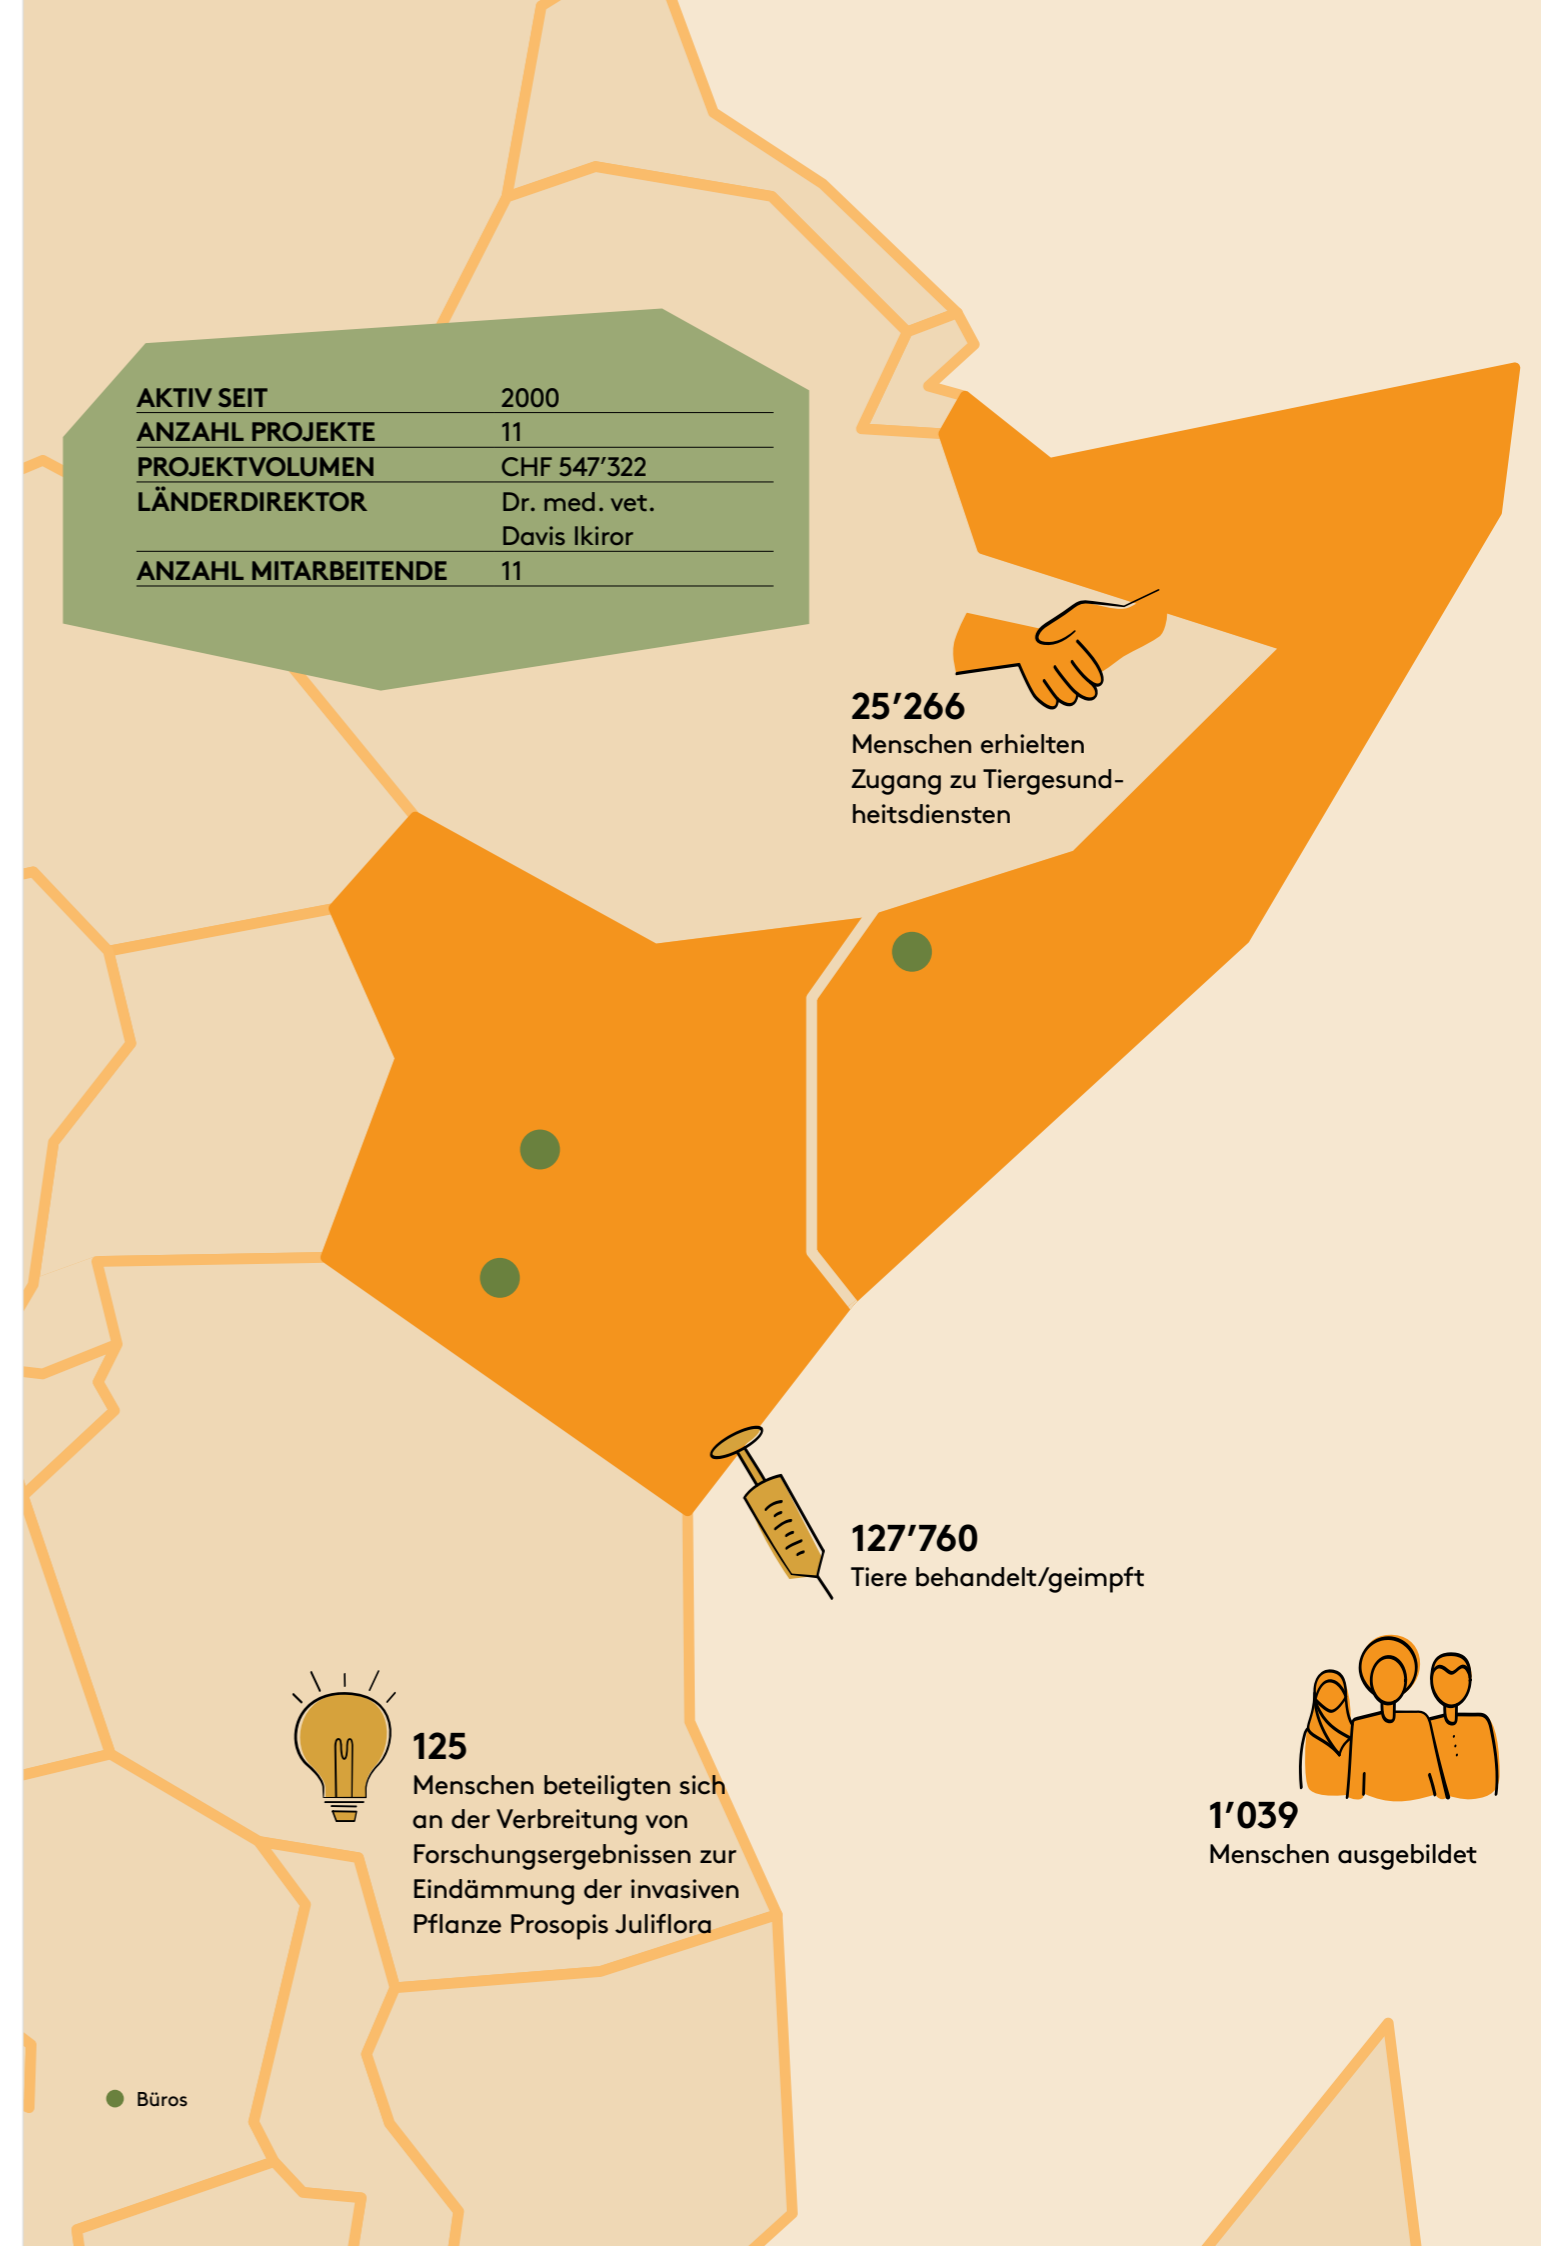 AKTIV SEIT 2000
ANZAHL PROJEKTE 11
PROJEKTVOLUMEN CHF 547’322
LÄNDERDIREKTOR Dr. med. vet.
Davis Ikiror
ANZAHL MITARBEITENDE 11
25’266
Menschen erhielten
Zugang zu Tiergesund-
heitsdiensten
127’760
Tiere behandelt/geimpft
125
Menschen beteiligten sich
an der Verbreitung von
Forschungsergebnissen zur
Eindämmung der invasiven
Pflanze Prosopis Juliflora
1’039
Menschen ausgebildet
Büros